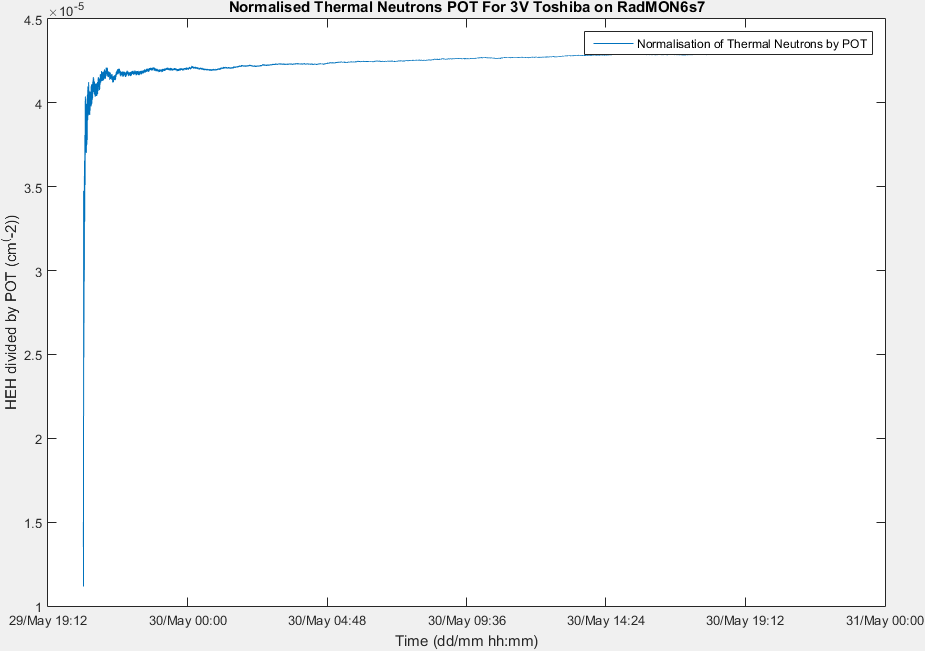 Normalised Thermal Neutrons POT For 3V Toshiba on RadMON6s7
×10-5
Normalisation of Thermal Neutrons by POT
4.5
4
3.5
3
2.5
2
1.5
1
HEH divided by POT (cm(-2))
29/May 19:12 30/May 00:00 30/May 04:48 30/May 09:36 30/May 14:24 30/May 19:12 31/May 00:00
Time (dd/mm hh:mm)